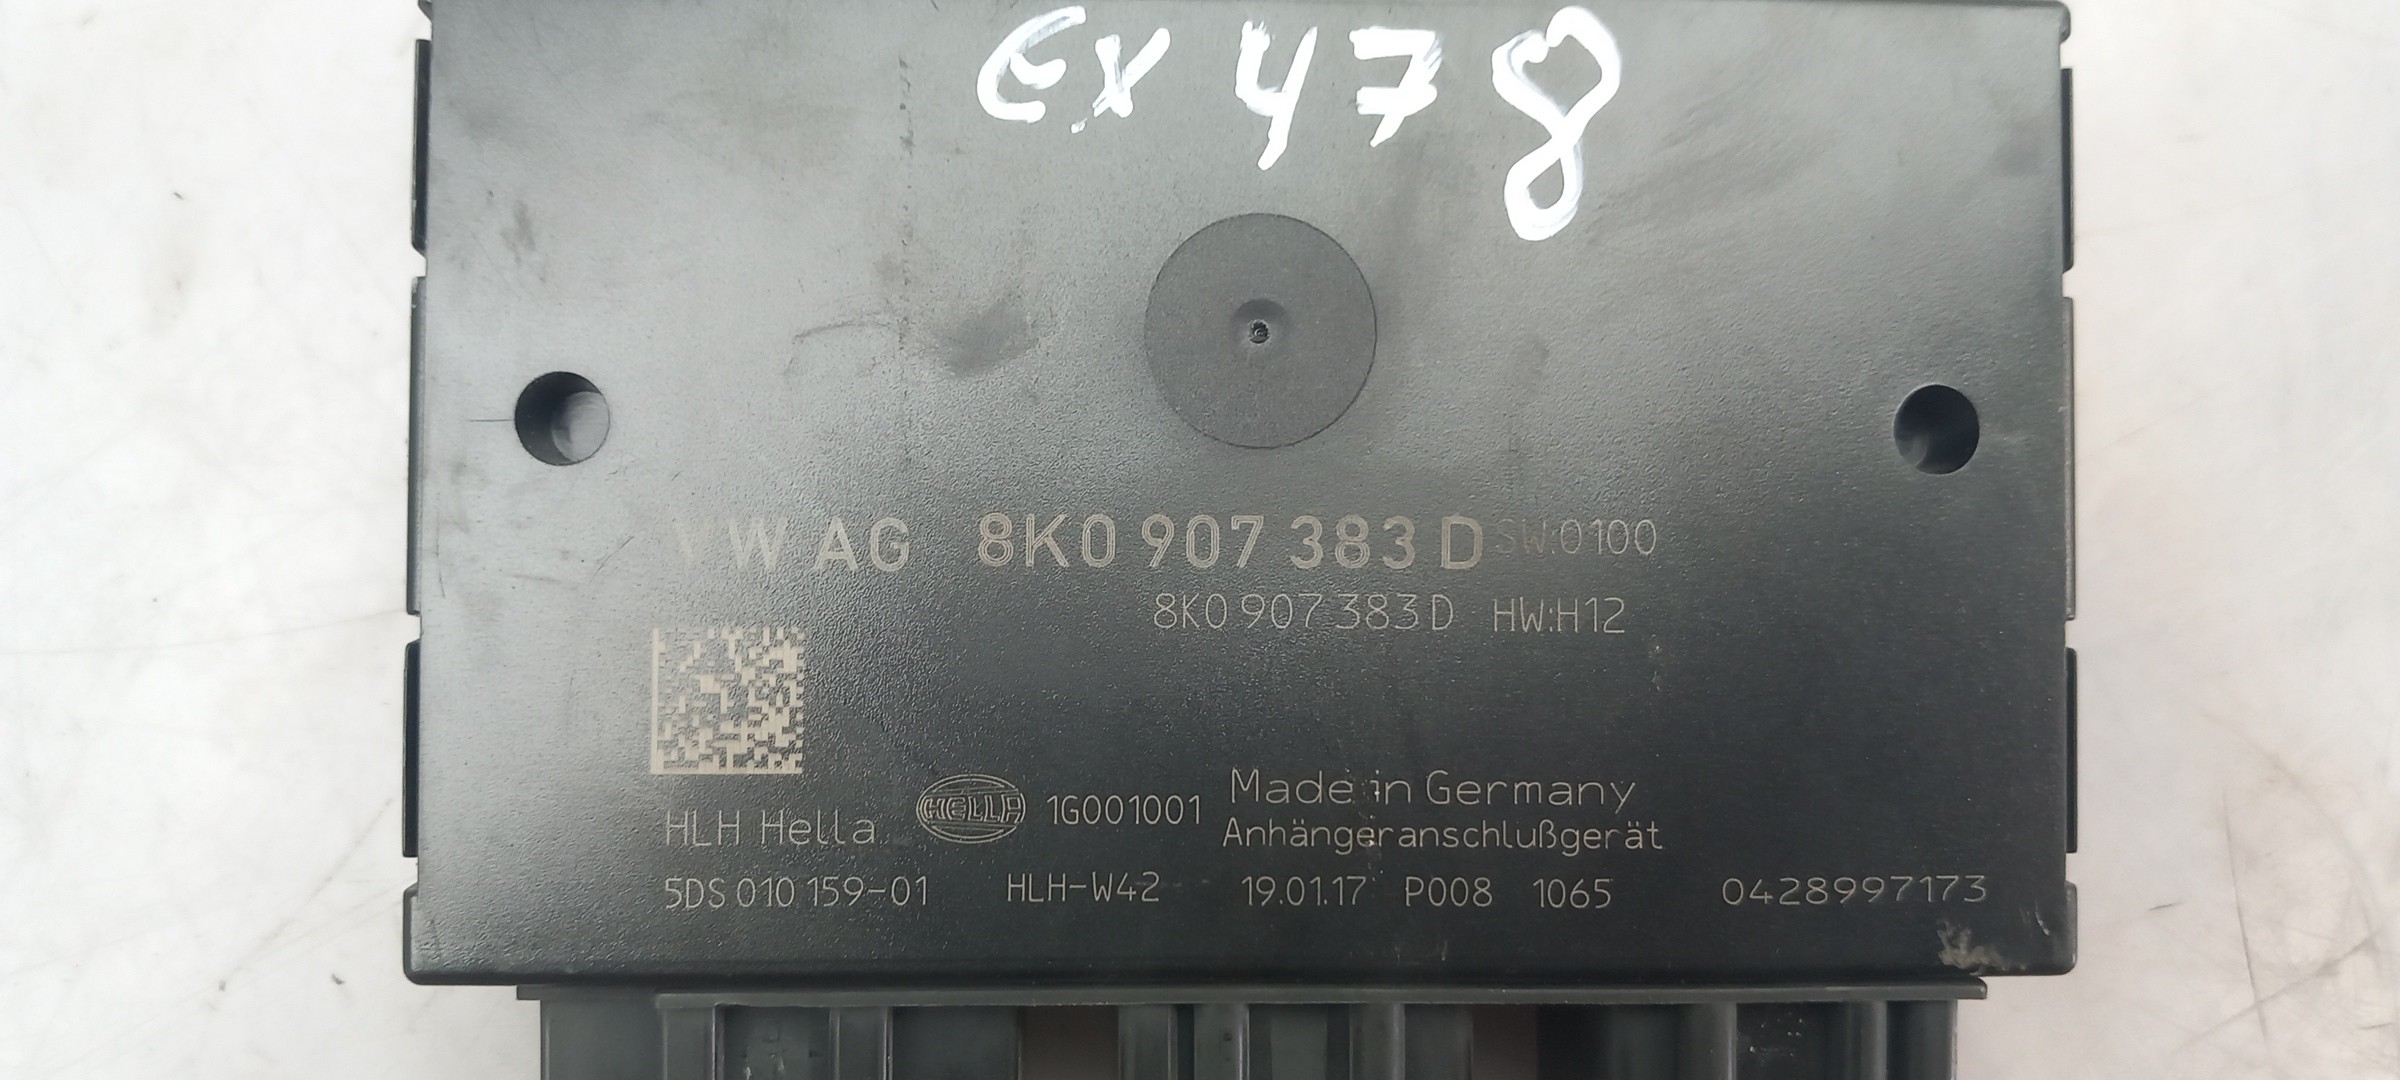 Ex 478
VW AG 8K0 907 383 D SW:0100
8K0 907 383 D HW:H12
HLH Hella HELLA 1G001001 Made in Germany
Anhängeranschlußgerät
5DS 010 159-01 HLH-W42 19.01.17 P008 1065 0428997173